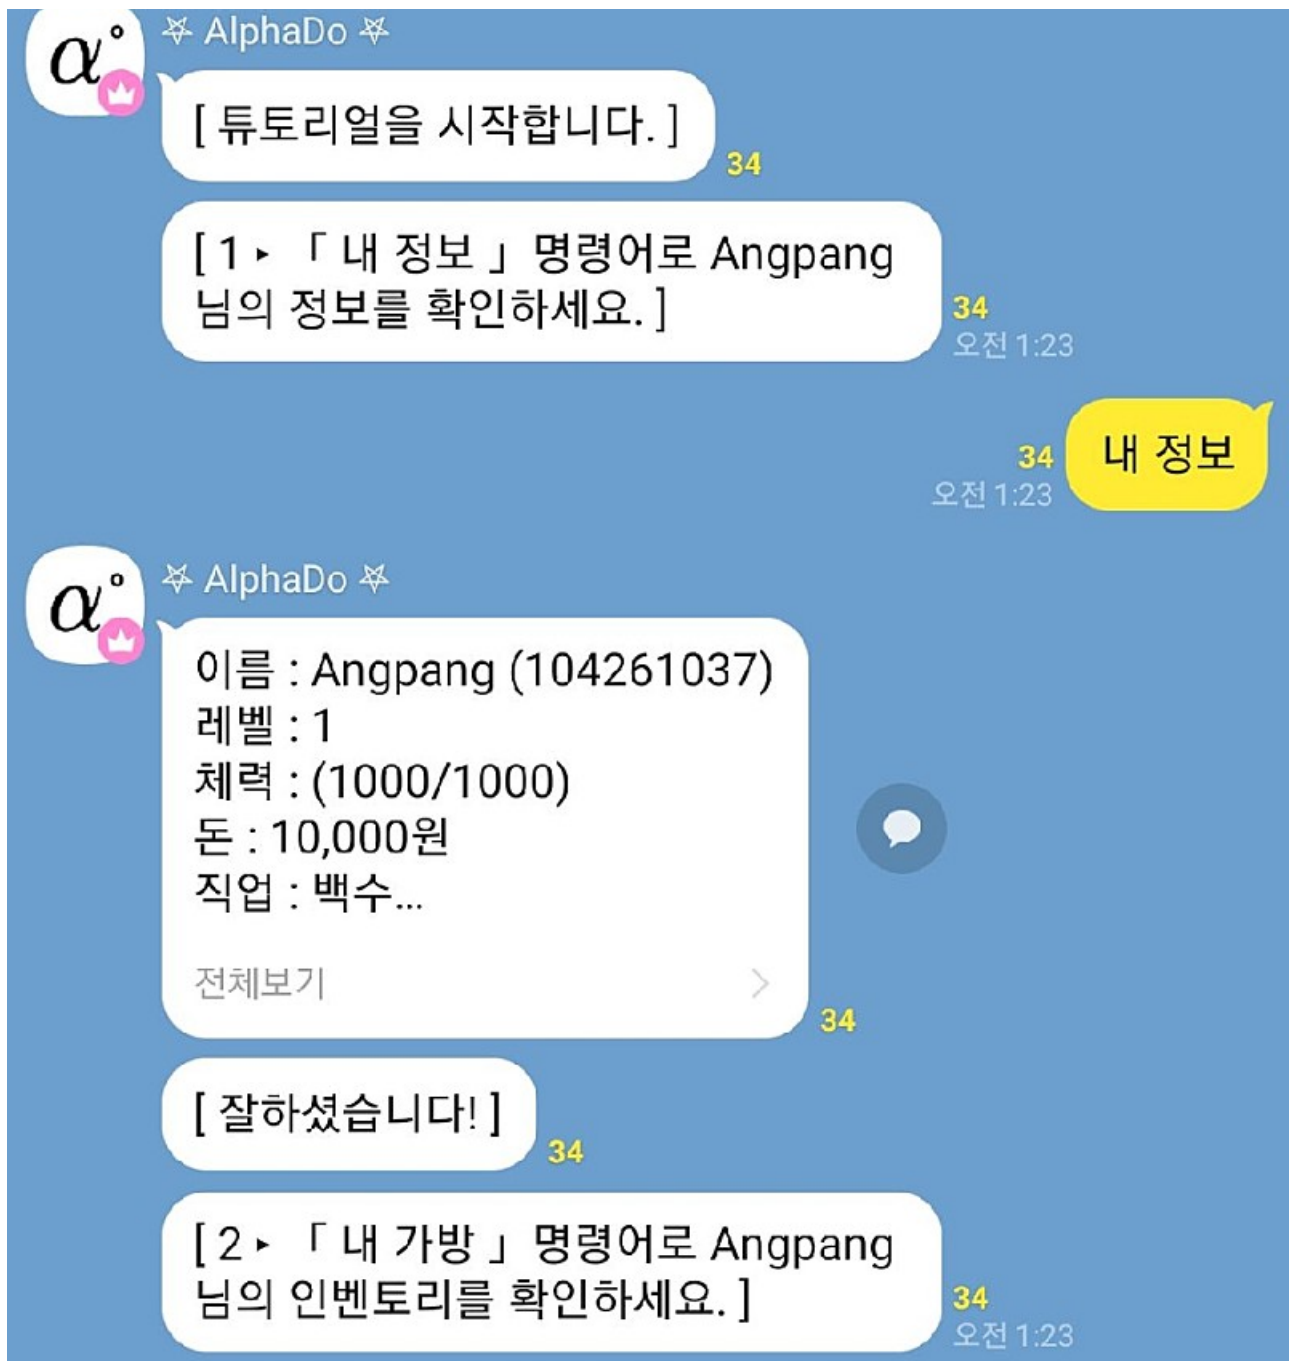 ⛧ AlphaDo ⛧
[ 튜토리얼을 시작합니다. ]
34
[ 1 ▸ 「 내 정보 」 명령어로 Angpang
님의 정보를 확인하세요. ]
34
오전 1:23
내 정보
34
오전 1:23
α°
⛧ AlphaDo ⛧
이름 : Angpang (104261037)
레벨 : 1
체력 : (1000/1000)
돈 : 10,000원
직업 : 백수...
전체보기
34
[ 잘하셨습니다! ]
34
[ 2 ▸ 「 내 가방 」 명령어로 Angpang
님의 인벤토리를 확인하세요. ]
34
오전 1:23